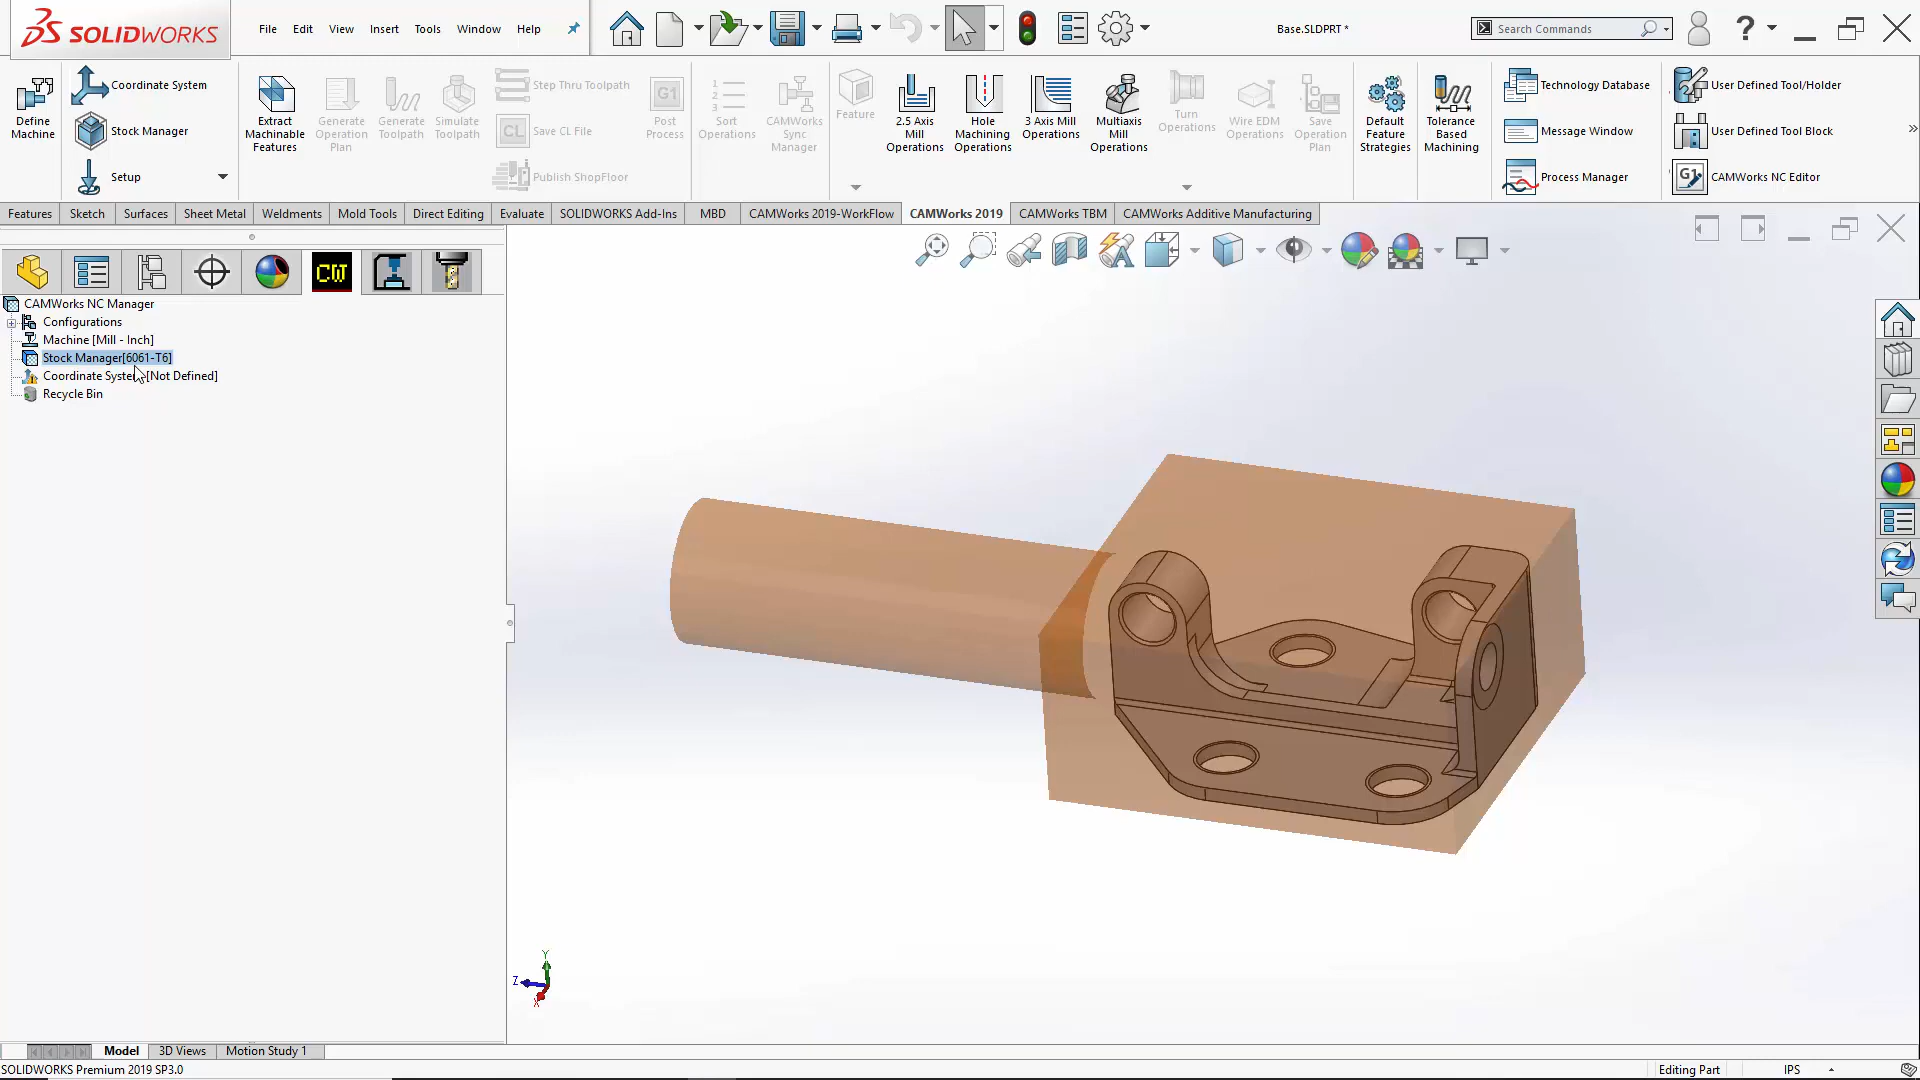 SOLIDWORKS
File Edit View Insert Tools Window Help
Base.SLDPRT *
Search Commands
Define Machine
Coordinate System
Stock Manager
Setup
Extract Machinable Features
Generate Operation Plan
Generate Toolpath
Simulate Toolpath
Step Thru Toolpath
Save CL File
Publish ShopFloor
G1
Post Process
CL
Sort Operations
CAMWorks Sync Manager
Feature
2.5 Axis Mill Operations
Hole Machining Operations
3 Axis Mill Operations
Multiaxis Mill Operations
Turn Operations
Wire EDM Operations
Save Operation Plan
Default Feature Strategies
Tolerance Based Machining
Technology Database
Message Window
Process Manager
User Defined Tool/Holder
User Defined Tool Block
G1
CAMWorks NC Editor
Features Sketch Surfaces Sheet Metal Weldments Mold Tools Direct Editing Evaluate SOLIDWORKS Add-Ins MBD CAMWorks 2019-WorkFlow CAMWorks 2019 CAMWorks TBM CAMWorks Additive Manufacturing
CW
CAMWorks NC Manager
Configurations
Machine [Mill - Inch]
Stock Manager[6061-T6]
Coordinate System [Not Defined]
Recycle Bin
Y
Z
X
Model 3D Views Motion Study 1
SOLIDWORKS Premium 2019 SP3.0
Editing Part
IPS